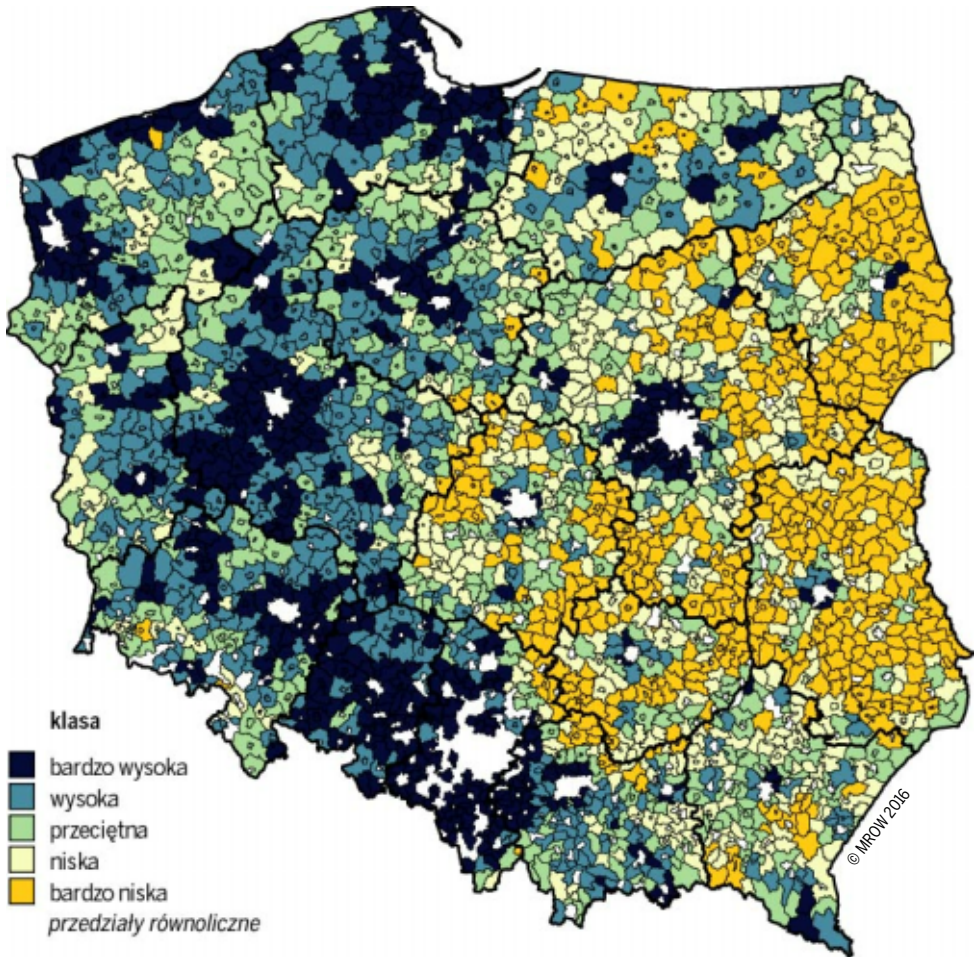 klasa
bardzo wysoka
wysoka
przeciętna
niska
bardzo niska
przedziały równoliczne
© MROW 2016